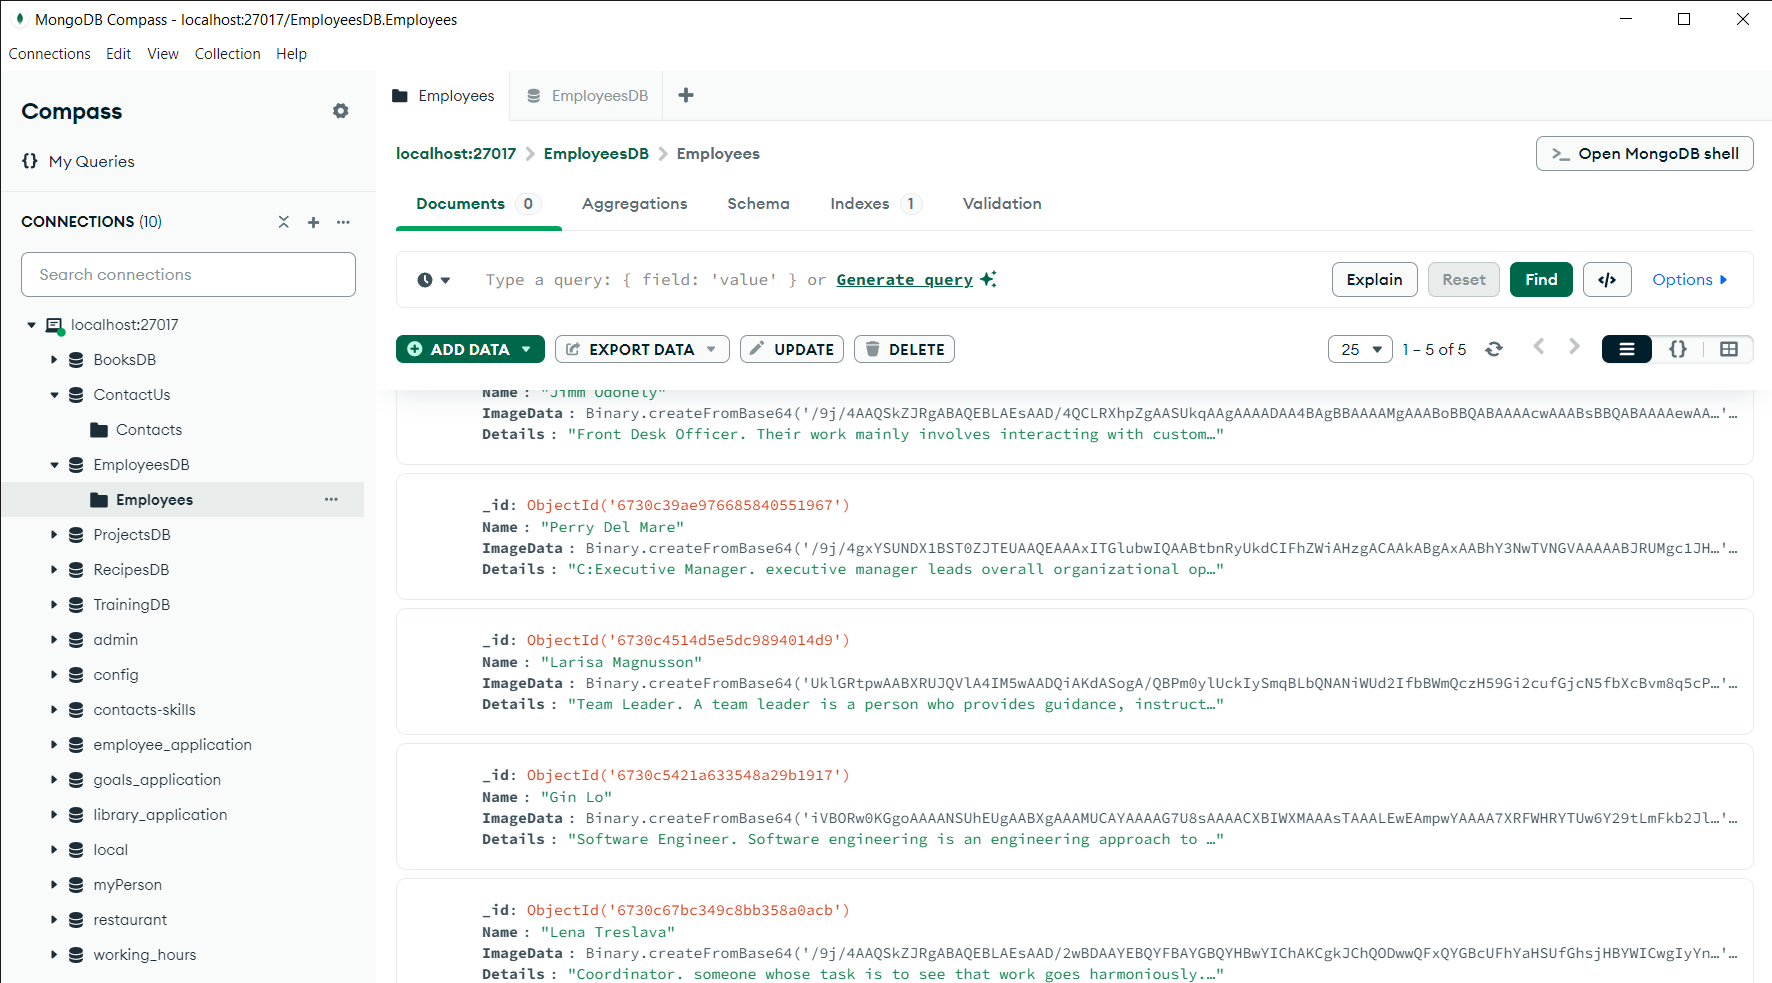 MongoDB Compass - localhost:27017/EmployeesDB.Employees
Connections Edit View Collection Help
Compass
{} My Queries
CONNECTIONS (10)
Search connections
localhost:27017
BooksDB
ContactUs
Contacts
EmployeesDB
Employees
ProjectsDB
RecipesDB
TrainingDB
admin
config
contacts-skills
employee_application
goals_application
library_application
local
myPerson
restaurant
working_hours
Employees EmployeesDB
localhost:27017 > EmployeesDB > Employees
>_ Open MongoDB shell
Documents 0 Aggregations Schema Indexes 1 Validation
Type a query: { field: 'value' } or Generate query
Explain Reset Find </> Options
ADD DATA EXPORT DATA UPDATE DELETE
25 1 – 5 of 5 {}
Name : "Jimm Odonely"
ImageData : Binary.createFromBase64('/9j/4AAQSkZJRgABAQEBLAEsAAD/4QCLRXhpZgAASUkqAAgAAAADAA4BAgBBAAAAMgAAABoBBQABAAAAcwAAABsBBQABAAAAewAA…'…
Details : "Front Desk Officer. Their work mainly involves interacting with custom…"
_id: ObjectId('6730c39ae976685840551967')
Name : "Perry Del Mare"
ImageData : Binary.createFromBase64('/9j/4gxYSUNDX1BST0ZJTEUAAQEAAAxITGlubwIQAABtbnRyUkdCIFhZWiAHzgACAAkABgAxAABhY3NwTVNGVAAAAABJRUMgc1JH…'…
Details : "C:Executive Manager. executive manager leads overall organizational op…"
_id: ObjectId('6730c4514d5e5dc9894014d9')
Name : "Larisa Magnusson"
ImageData : Binary.createFromBase64('UklGRtpwAABXRUJQVlA4IM5wAADQiAKdASogA/QBPm0ylUckIySmqBLbQNANiWUd2IfbBWmQczH59Gi2cufGjcN5fbXcBvm8q5cP…'…
Details : "Team Leader. A team leader is a person who provides guidance, instruct…"
_id: ObjectId('6730c5421a633548a29b1917')
Name : "Gin Lo"
ImageData : Binary.createFromBase64('iVBORw0KGgoAAAANSUhEUgAABXgAAAMUCAYAAAAG7U8sAAAACXBIWXMAAAsTAAALEwEAmpwYAAAA7XRFWHRYTUw6Y29tLmFkb2Jl…'…
Details : "Software Engineer. Software engineering is an engineering approach to …"
_id: ObjectId('6730c67bc349c8bb358a0acb')
Name : "Lena Treslava"
ImageData : Binary.createFromBase64('/9j/4AAQSkZJRgABAQEBLAEsAAD/2wBDAAYEBQYFBAYGBQYHBwYIChAKCgkJChQODwwQFxQYGBcUFhYaHSUfGhsjHBYWICwgIyYn…'…
Details : "Coordinator. someone whose task is to see that work goes harmoniously.…"